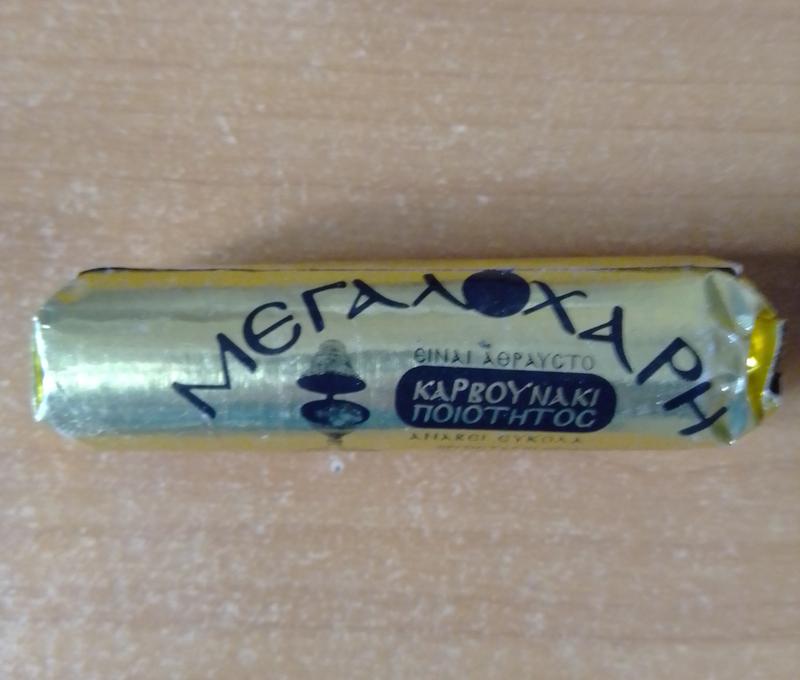 ΜΕΓΑΛΟΧΑΡΗ
ΕΙΝΑΙ ΑΘΡΑΥΣΤΟ
ΚΑΡΒΟΥΝΑΚΙ
ΠΟΙΟΤΗΤΟΣ
ΑΝΑΒΕΙ ΕΥΚΟΛΑ